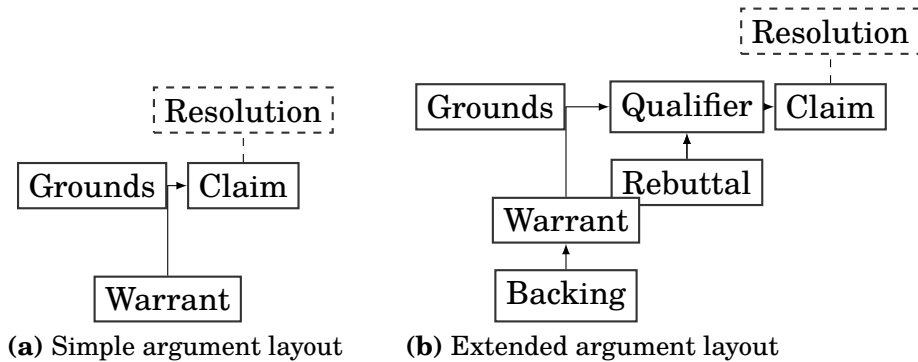 Resolution
Grounds
Claim
Warrant
(a) Simple argument layout
Resolution
Grounds
Qualifier
Claim
Rebuttal
Warrant
Backing
(b) Extended argument layout